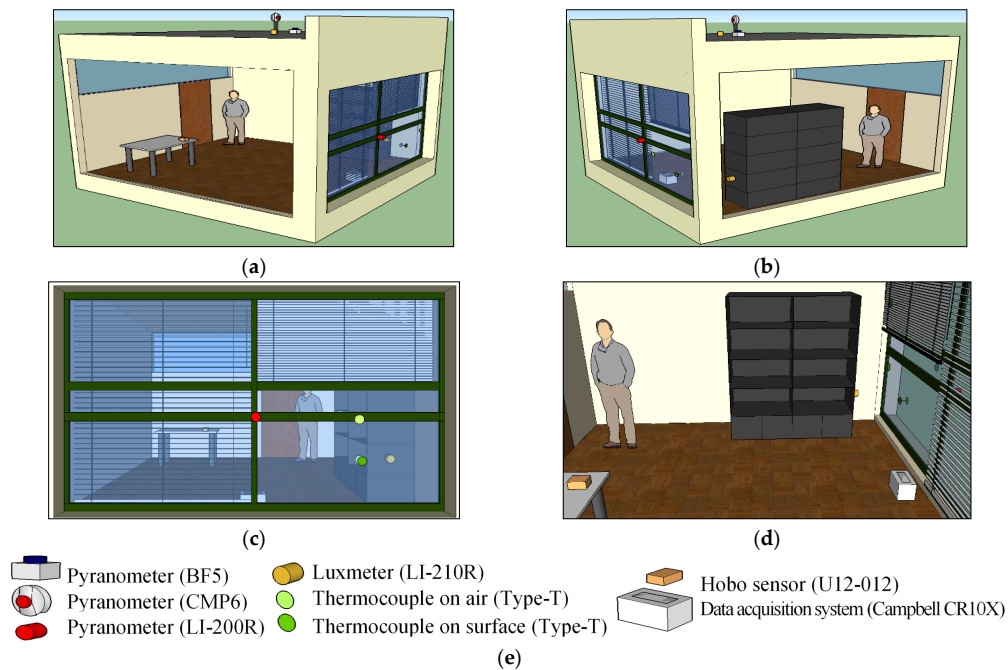 (a)
(b)
(c)
(d)
Pyranometer (BF5)
Pyranometer (CMP6)
Pyranometer (LI-200R)
Luxmeter (LI-210R)
Thermocouple on air (Type-T)
Thermocouple on surface (Type-T)
Hobo sensor (U12-012)
Data acquisition system (Campbell CR10X)
(e)